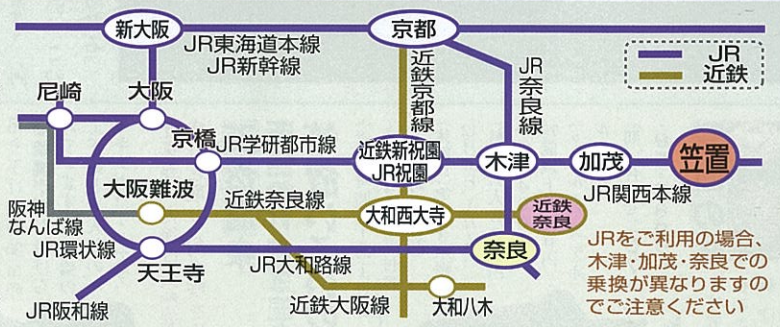 新大阪
京都
JR東海道本線
JR新幹線
JR
近鉄
尼崎
大阪
近鉄京都線
JR奈良線
京橋
JR学研都市線
近鉄新祝園
JR祝園
木津
加茂
笠置
JR関西本線
大阪難波
近鉄奈良線
大和西大寺
近鉄
奈良
阪神
なんば線
JR環状線
天王寺
JR大和路線
奈良
JR阪和線
近鉄大阪線
大和八木
JRをご利用の場合、
木津・加茂・奈良での
乗換が異なりますの
でご注意ください